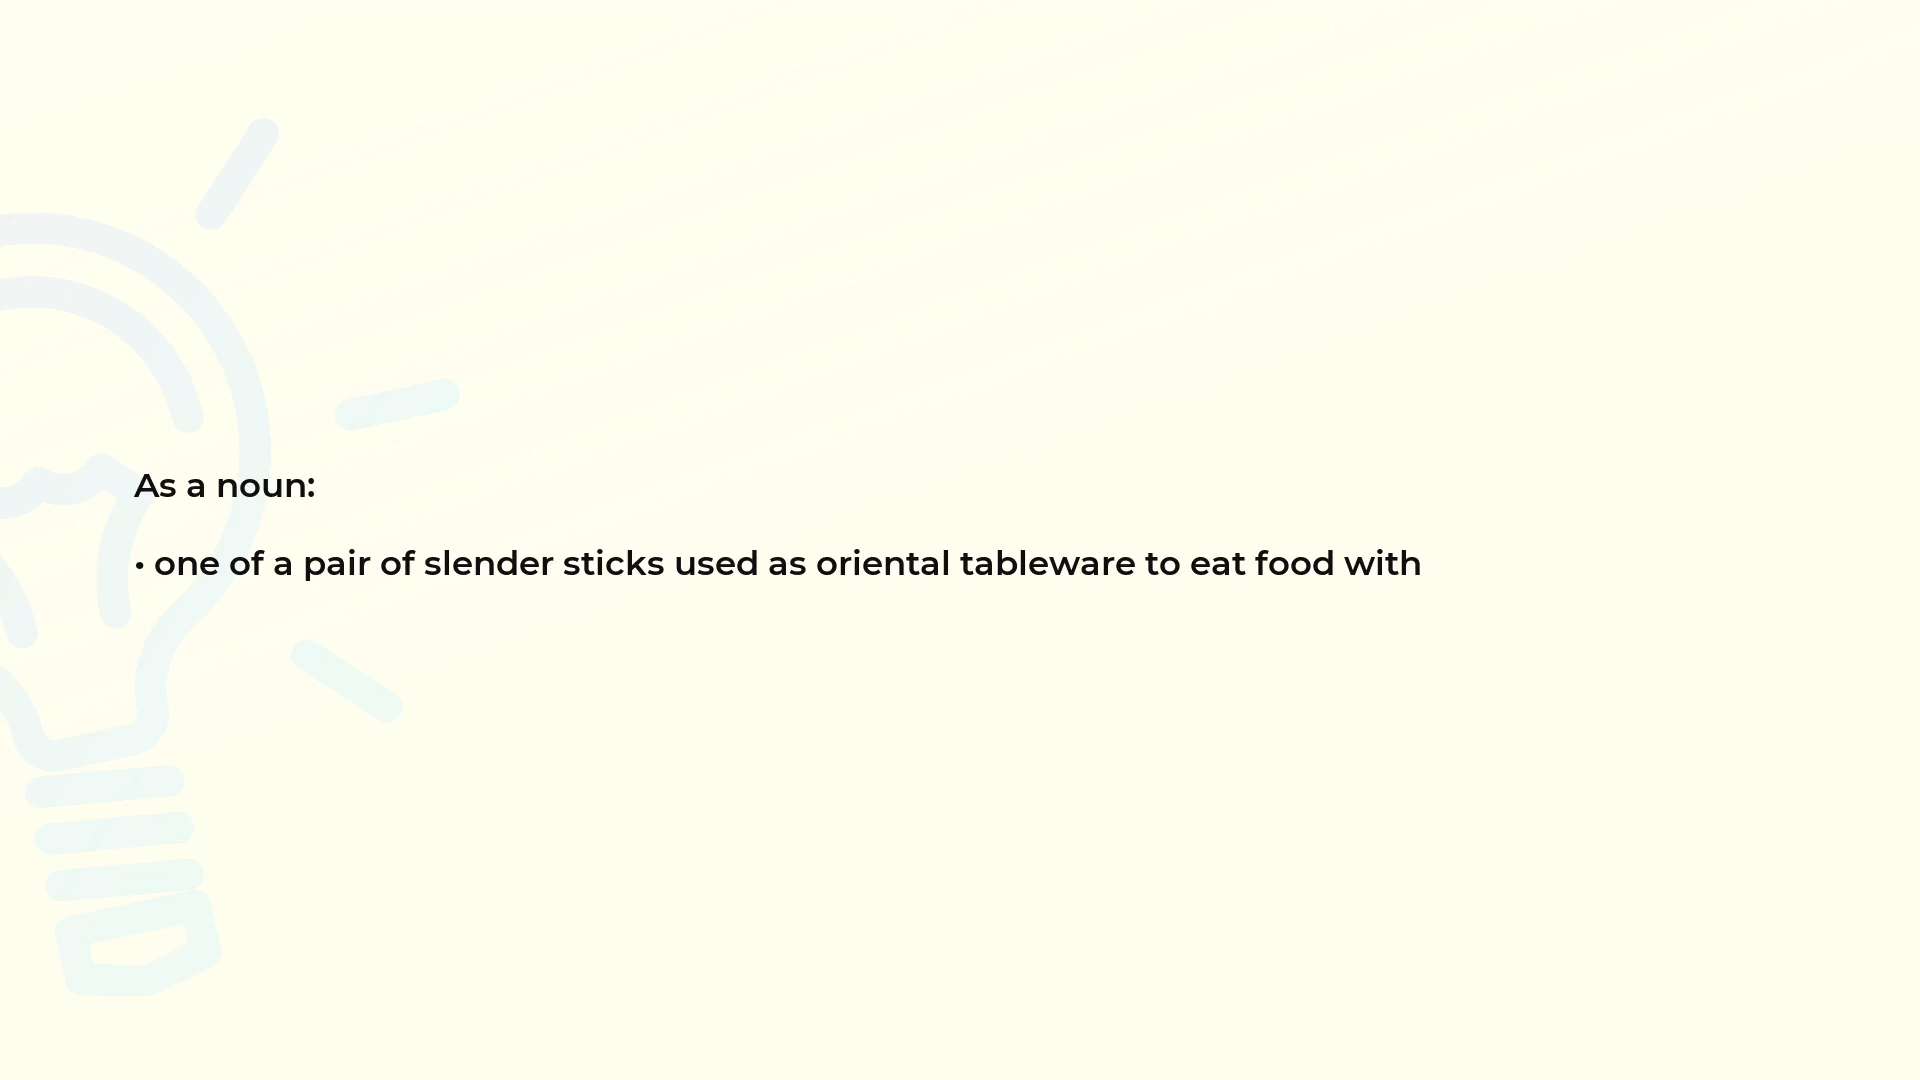 As a noun:
• one of a pair of slender sticks used as oriental tableware to eat food with